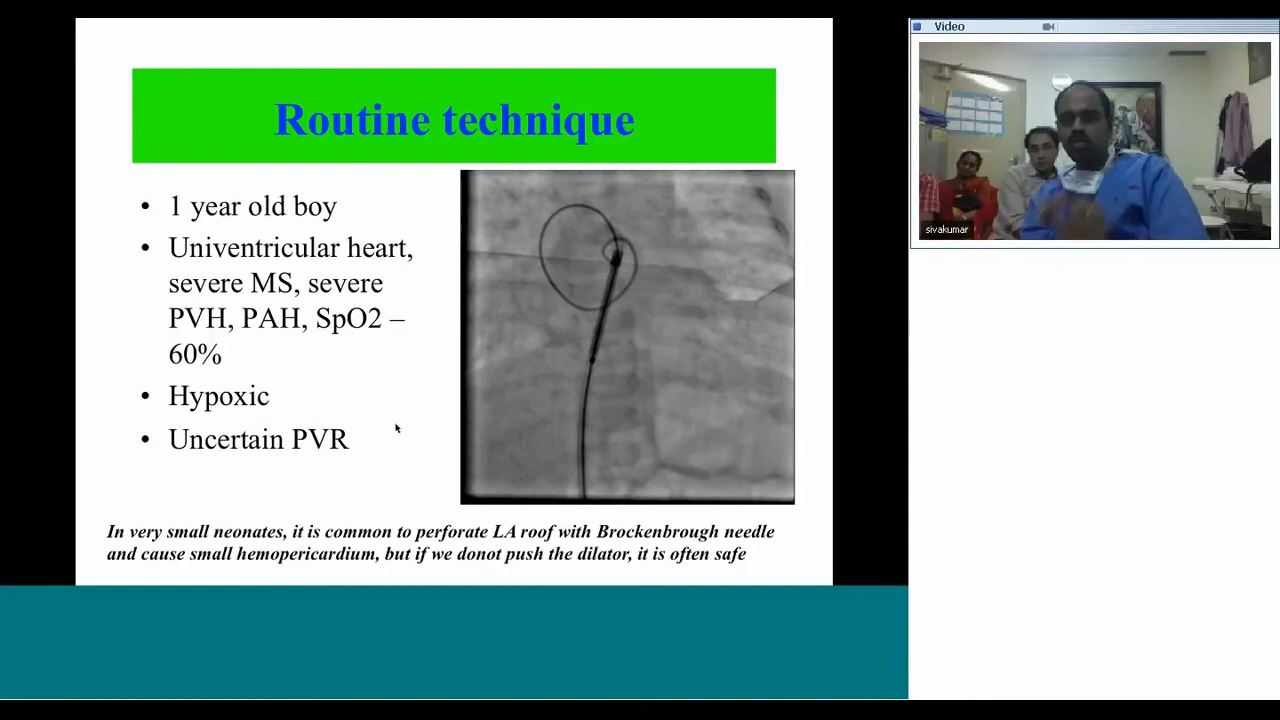 Routine technique
• 1 year old boy
• Univentricular heart,
severe MS, severe
PVH, PAH, SpO2 –
60%
• Hypoxic
• Uncertain PVR
In very small neonates, it is common to perforate LA roof with Brockenbrough needle
and cause small hemopericardium, but if we donot push the dilator, it is often safe
Video
sivakumar